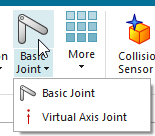 Basic
Joint
More
Collision
Sensor
Basic Joint
Virtual Axis Joint